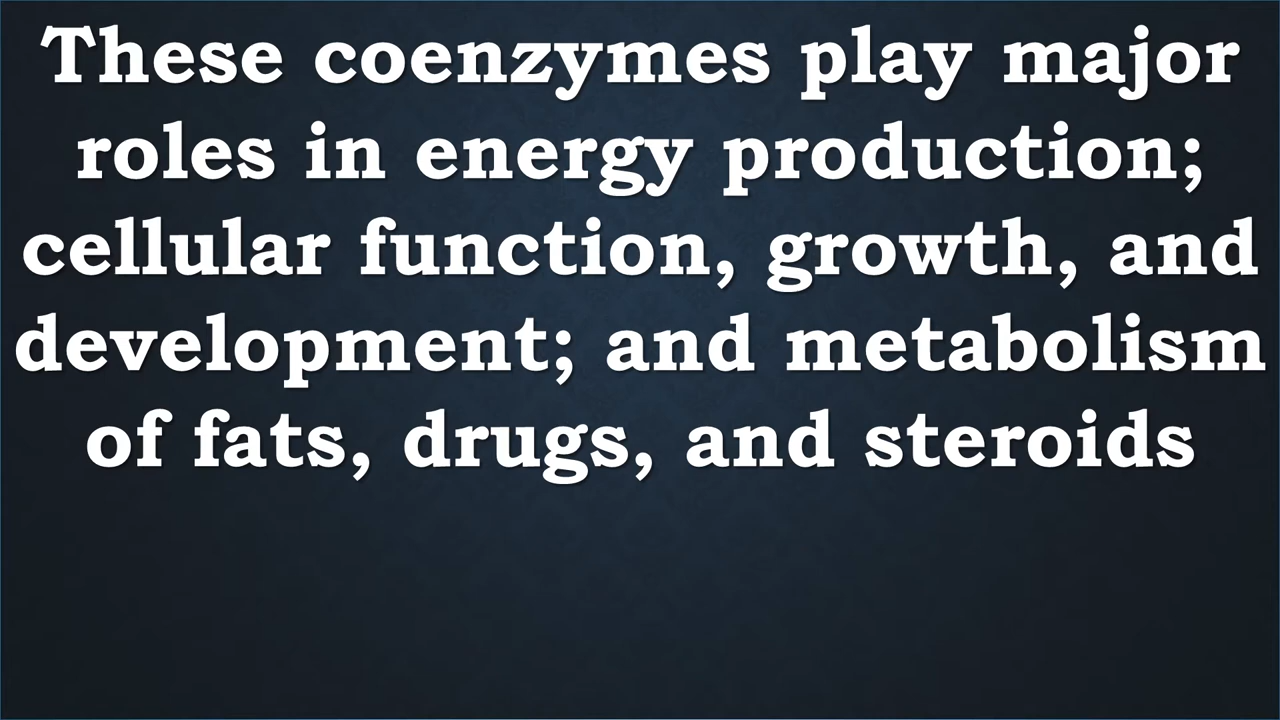 These coenzymes play major
roles in energy production;
cellular function, growth, and
development; and metabolism
of fats, drugs, and steroids